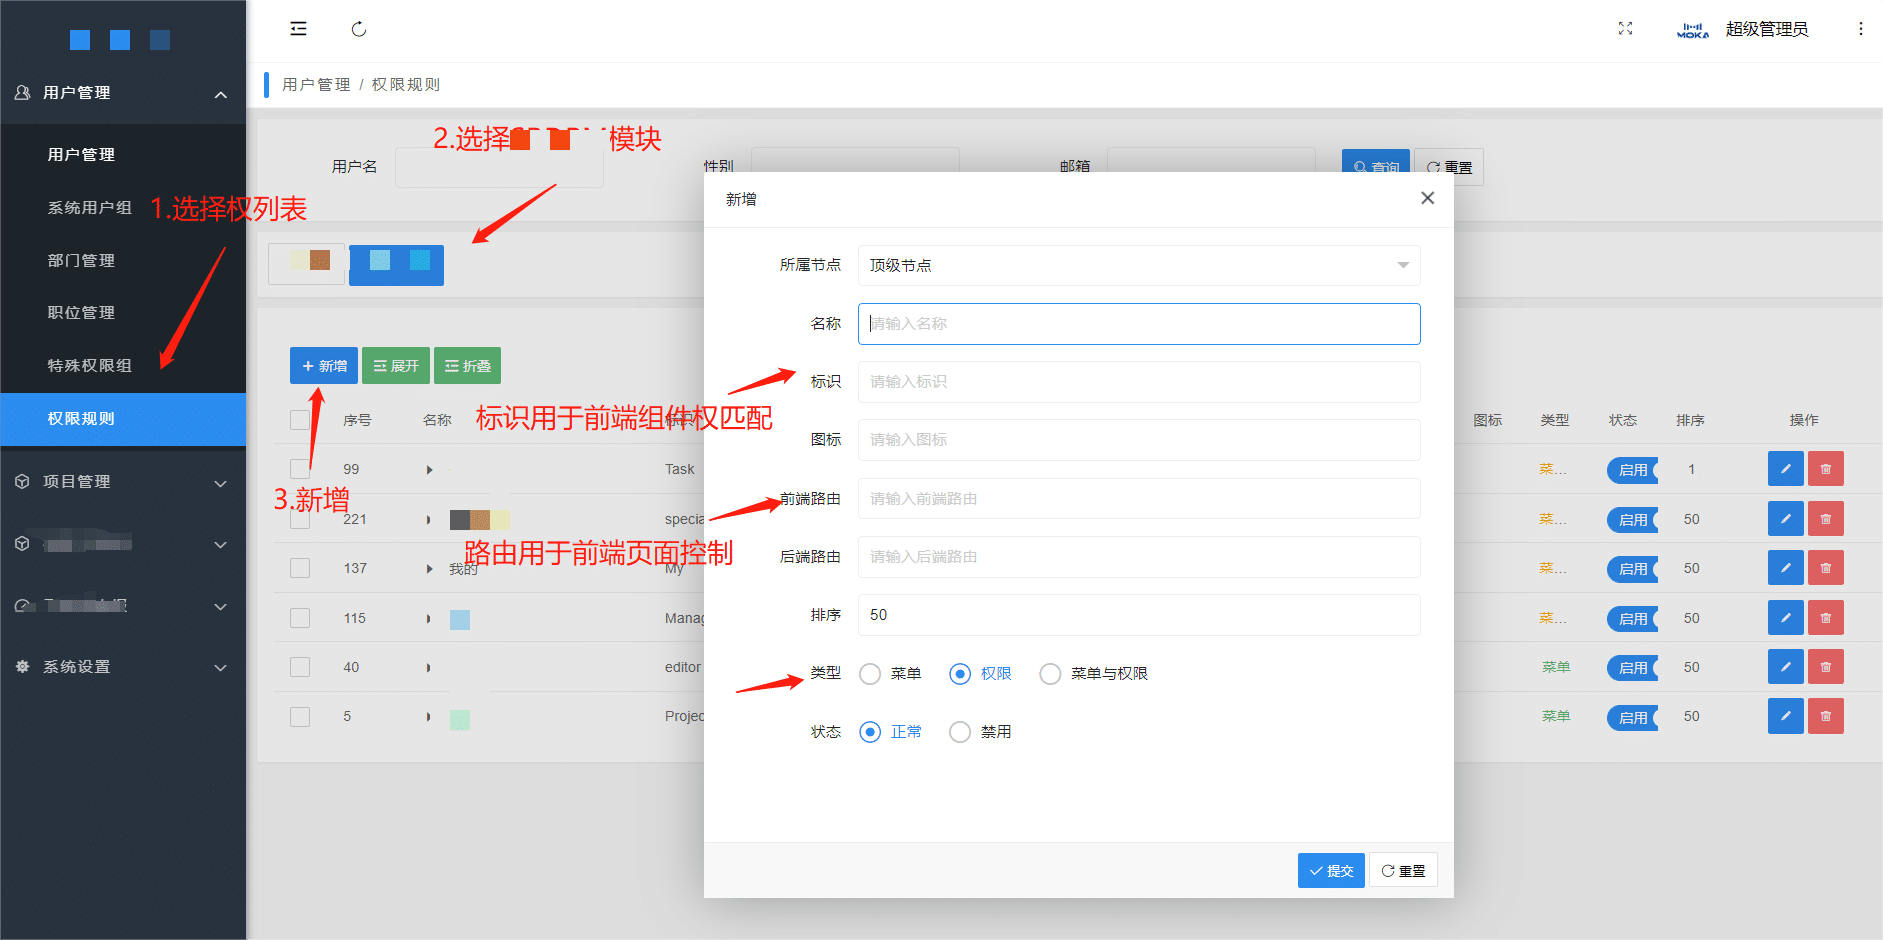 MOKA 超级管理员
用户管理
用户管理 / 权限规则
用户管理
系统用户组
部门管理
职位管理
特殊权限组
权限规则
项目管理
系统设置
1.选择权列表
2.选择
模块
用户名
性别
邮箱
查询
重置
新增
展开
折叠
序号
名称
标识
图标
类型
状态
排序
操作
99
Task
菜...
启用
1
221
specia
菜...
启用
50
137
我的
My
菜...
启用
50
115
Manag
菜...
启用
50
40
editor
菜单
启用
50
5
Projec
菜单
启用
50
3.新增
标识用于前端组件权匹配
路由用于前端页面控制
新增
所属节点
顶级节点
名称
请输入名称
标识
请输入标识
图标
请输入图标
前端路由
请输入前端路由
后端路由
请输入后端路由
排序
50
类型
菜单
权限
菜单与权限
状态
正常
禁用
提交
重置